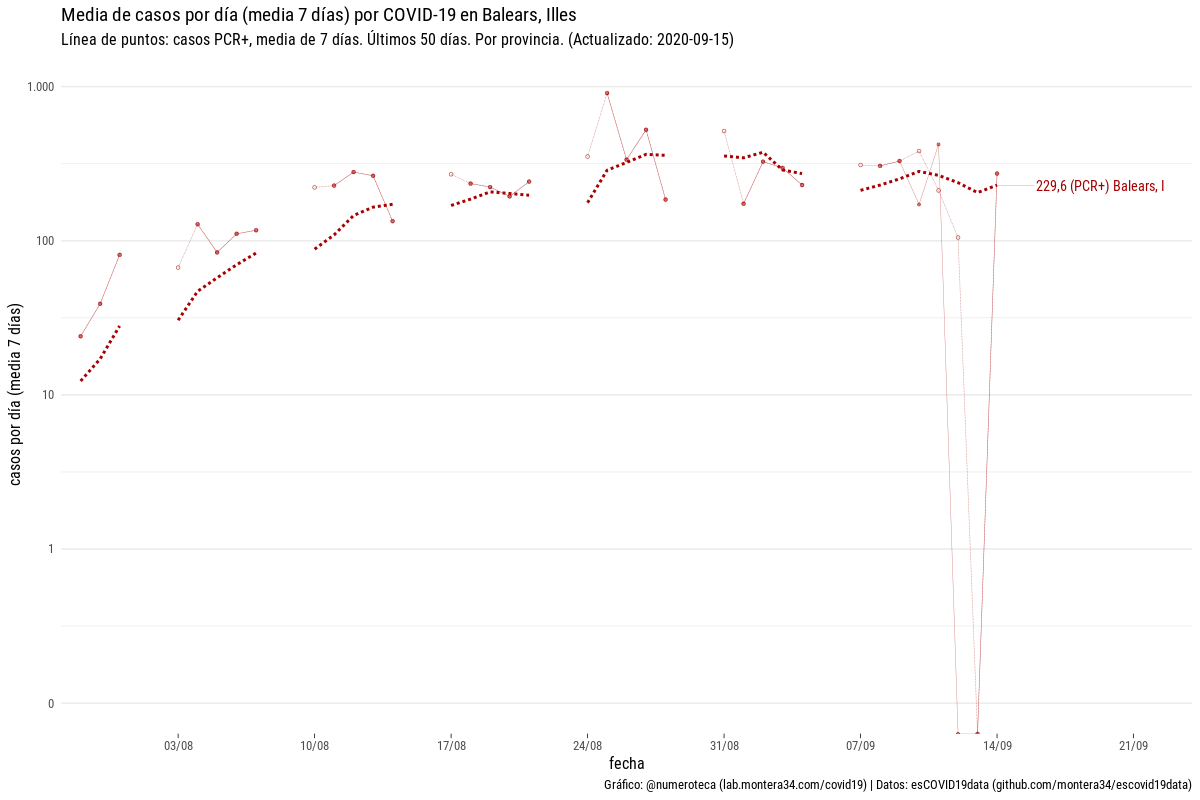 Media de casos por día (media 7 días) por COVID-19 en Balears, Illes
Línea de puntos: casos PCR+, media de 7 días. Últimos 50 días. Por provincia. (Actualizado: 2020-09-15)
1.000
100
10
1
0
casos por día (media 7 días)
229,6 (PCR+) Balears, I
03/08
10/08
17/08
24/08
31/08
07/09
14/09
21/09
fecha
Gráfico: @numeroteca (lab.montera34.com/covid19) | Datos: esCOVID19data (github.com/montera34/escovid19data)